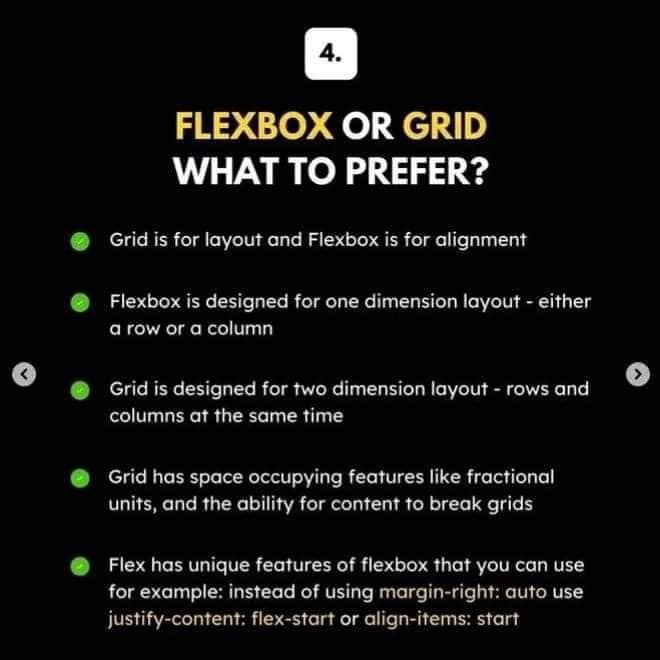 4.
FLEXBOX OR GRID
WHAT TO PREFER?
Grid is for layout and Flexbox is for alignment
Flexbox is designed for one dimension layout - either
a row or a column
Grid is designed for two dimension layout - rows and
columns at the same time
Grid has space occupying features like fractional
units, and the ability for content to break grids
Flex has unique features of flexbox that you can use
for example: instead of using margin-right: auto use
justify-content: flex-start or align-items: start